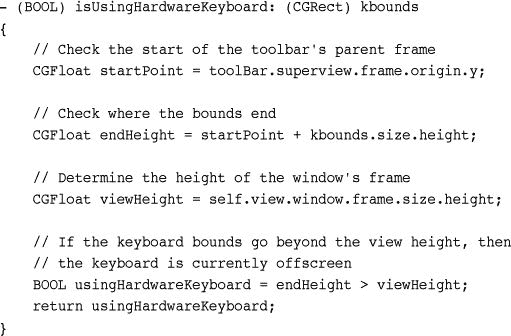 – (BOOL) isUsingHardwareKeyboard: (CGRect) kbounds
{
// Check the start of the toolbar's parent frame
CGFloat startPoint = toolBar.superview.frame.origin.y;
// Check where the bounds end
CGFloat endHeight = startPoint + kbounds.size.height;
// Determine the height of the window's frame
CGFloat viewHeight = self.view.window.frame.size.height;
// If the keyboard bounds go beyond the view height, then
// the keyboard is currently offscreen
BOOL usingHardwareKeyboard = endHeight > viewHeight;
return usingHardwareKeyboard;
}